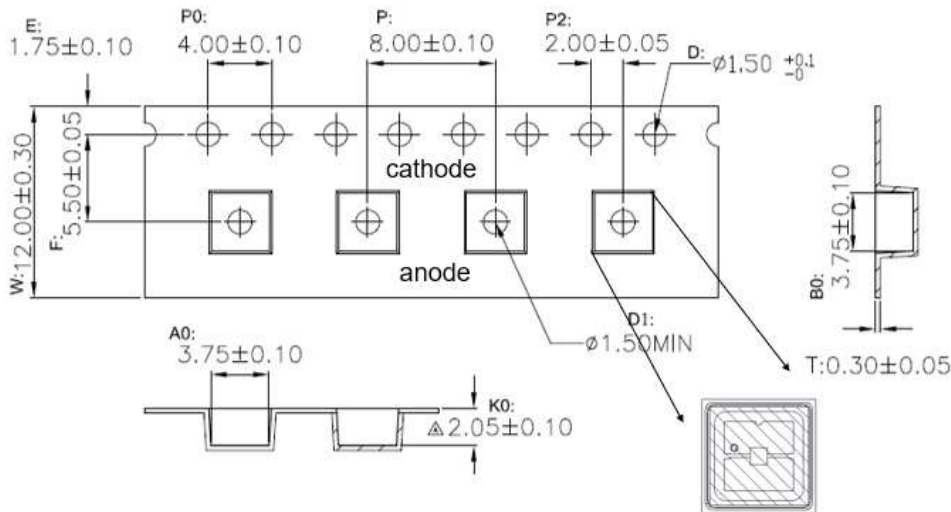 E:
1.75±0.10
P0:
4.00±0.10
P:
8.00±0.10
P2:
2.00±0.05
D: ⌀1.50 +0.1 -0
W:12.00±0.30
F:
5.50±0.05
cathode
anode
B0:
3.75±0.10
D1:
⌀1.50MIN
T:0.30±0.05
A0:
3.75±0.10
K0:
2.05±0.10